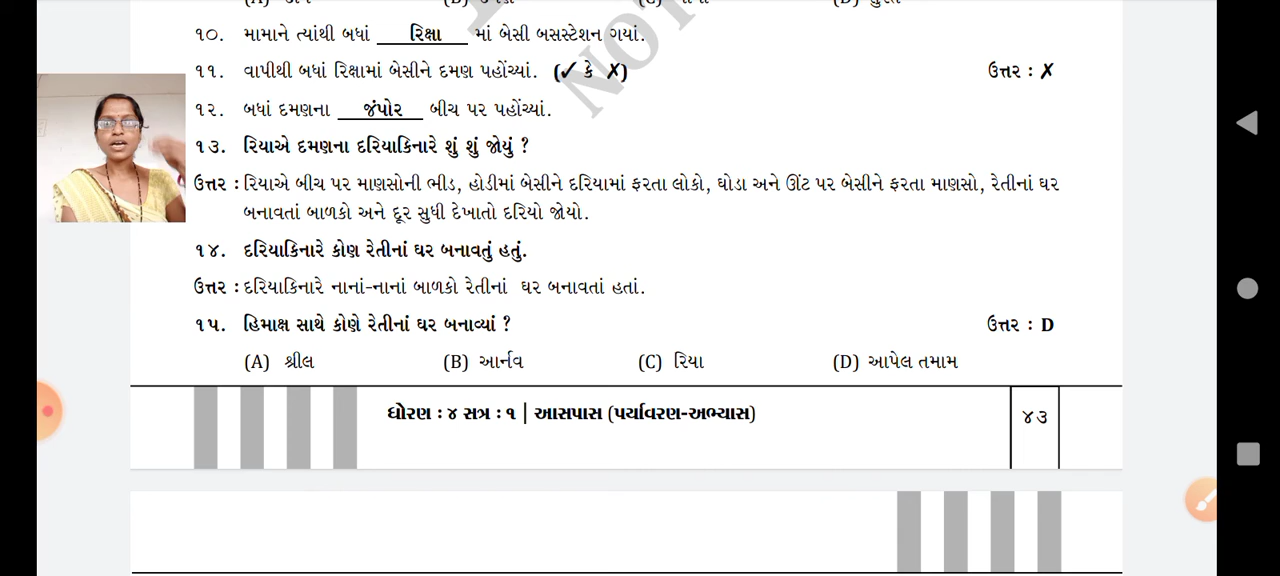 ૧૦. મામાને ત્યાંથી બધાં રિક્ષા માં બેસી બસસ્ટેશન ગયાં.
૧૧. વાપીથી બધાં રિક્ષામાં બેસીને દમણ પહોંચ્યાં. (✓ કે ✗) ઉત્તર : ✗
૧૨. બધાં દમણના જંપોર બીચ પર પહોંચ્યાં.
૧૩. રિયાએ દમણના દરિયાકિનારે શું શું જોયું ?
ઉત્તર : રિયાએ બીચ પર માણસોની ભીડ, હોડીમાં બેસીને દરિયામાં ફરતા લોકો, ઘોડા અને ઊંટ પર બેસીને ફરતા માણસો, રેતીનાં ઘર
બનાવતાં બાળકો અને દૂર સુધી દેખાતો દરિયો જોયો.
૧૪. દરિયાકિનારે કોણ રેતીનાં ઘર બનાવતું હતું.
ઉત્તર : દરિયાકિનારે નાનાં-નાનાં બાળકો રેતીનાં ઘર બનાવતાં હતાં.
૧૫. હિમાક્ષ સાથે કોણે રેતીનાં ઘર બનાવ્યાં ? ઉત્તર : D
(A) શ્રીલ (B) આર્નવ (C) રિયા (D) આપેલ તમામ
ધોરણ : ૪ સત્ર : ૧ | આસપાસ (પર્યાવરણ-અભ્યાસ) ૪૩
NOT